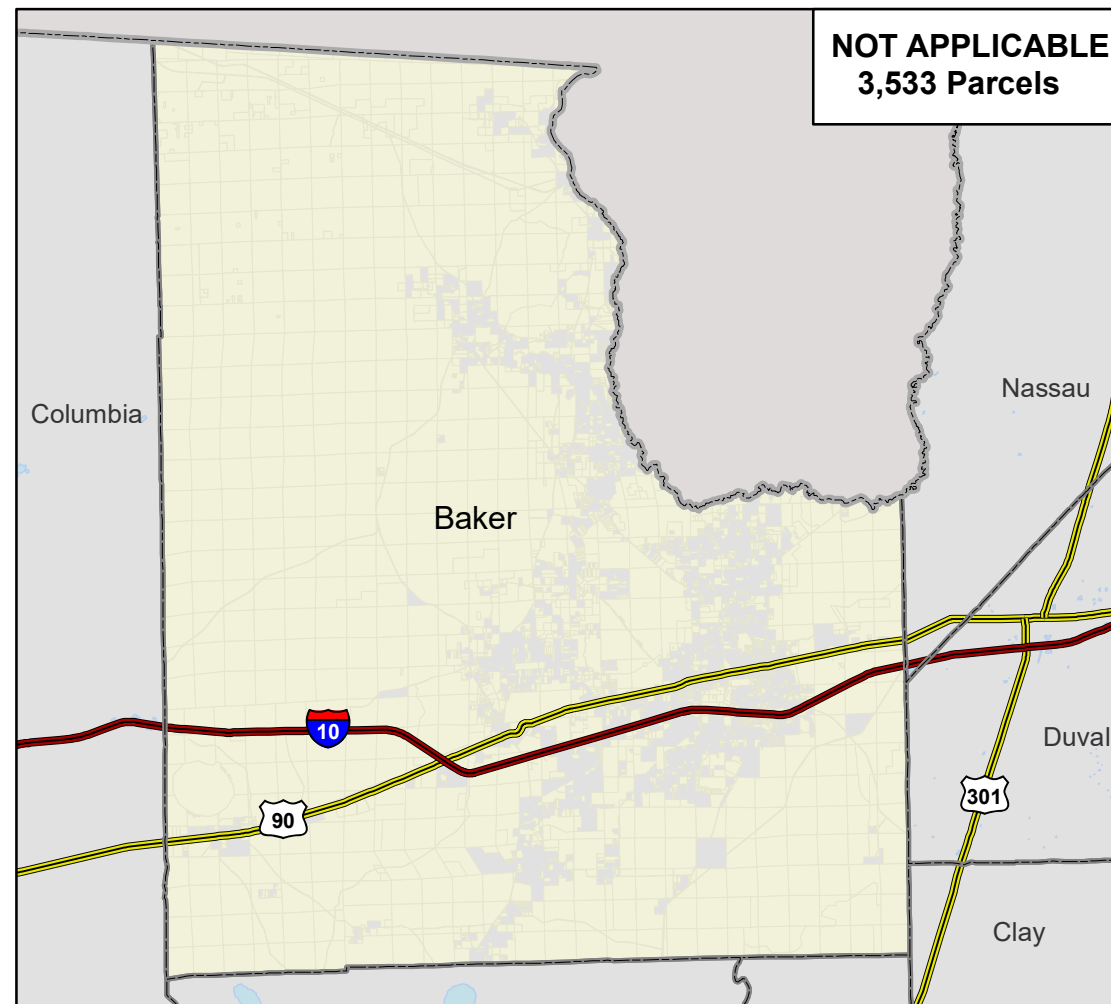 NOT APPLICABLE
3,533 Parcels
Nassau
Columbia
Baker
10
Duval
301
90
Clay